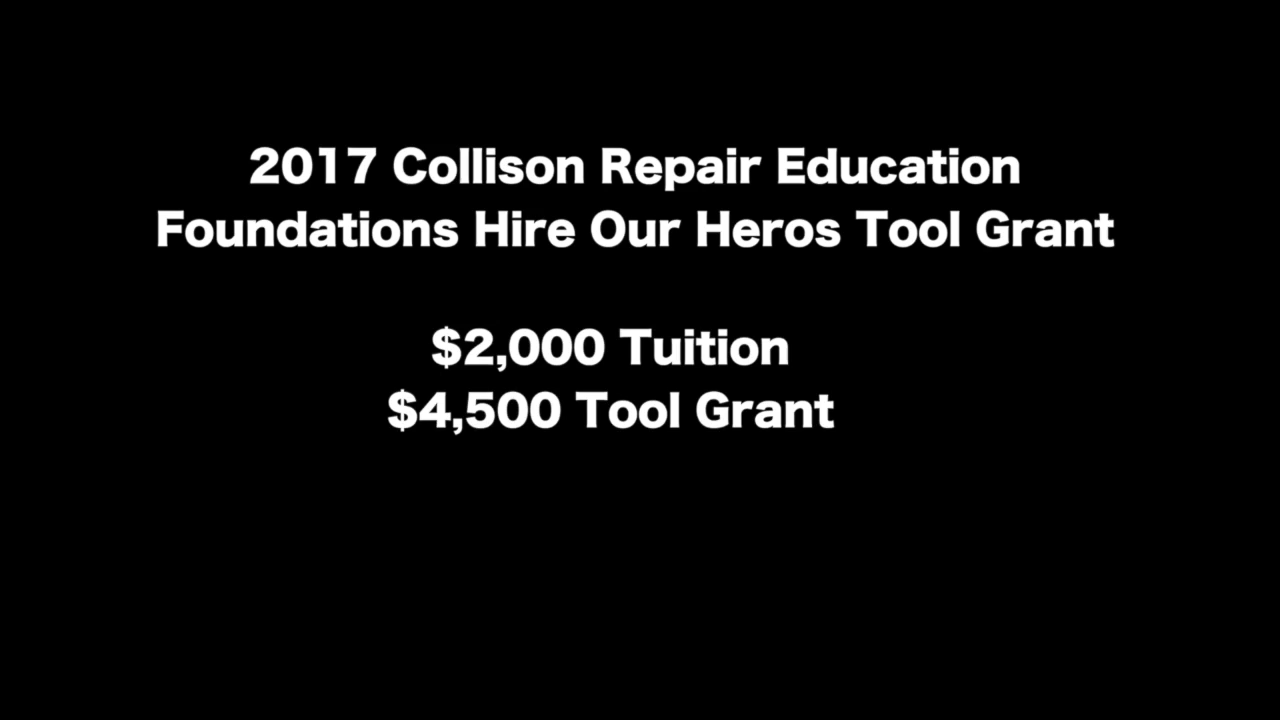 2017 Collison Repair Education
Foundations Hire Our Heros Tool Grant
$2,000 Tuition
$4,500 Tool Grant